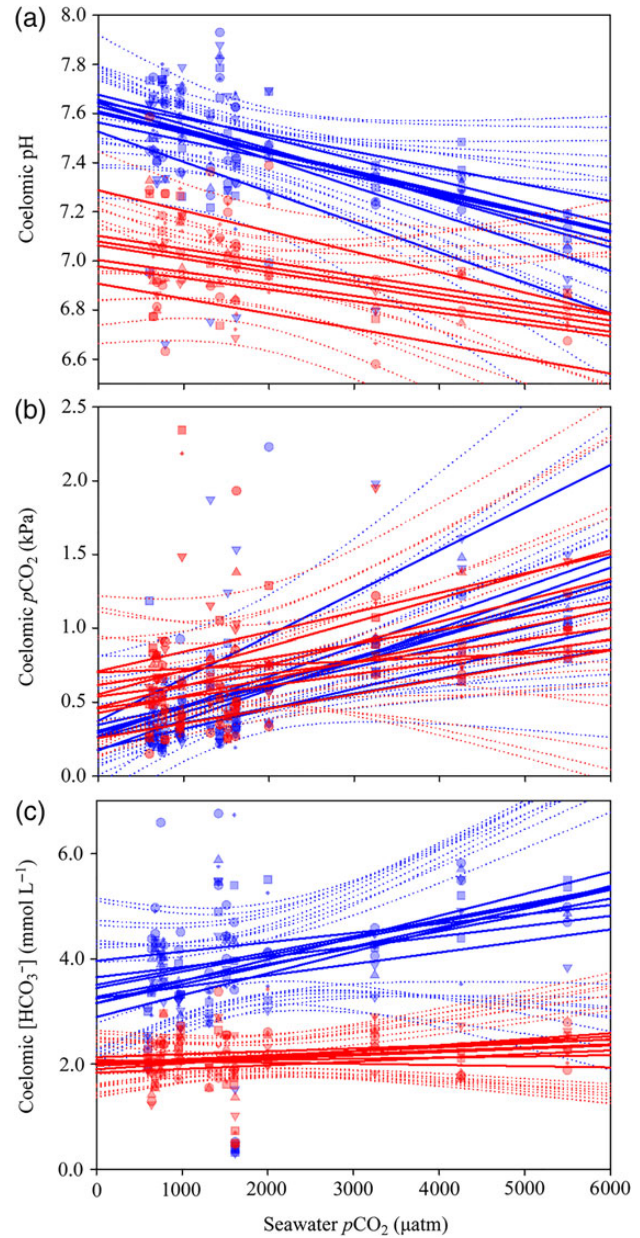 (a)
8.0
7.8
7.6
7.4
7.2
7.0
6.8
6.6
Coelomic pH
(b)
2.5
2.0
1.5
1.0
0.5
0.0
Coelomic pCO2 (kPa)
(c)
6.0
4.0
2.0
0.0
Coelomic [HCO₃⁻] (mmol L⁻¹)
0 1000 2000 3000 4000 5000 6000
Seawater pCO2 (µatm)